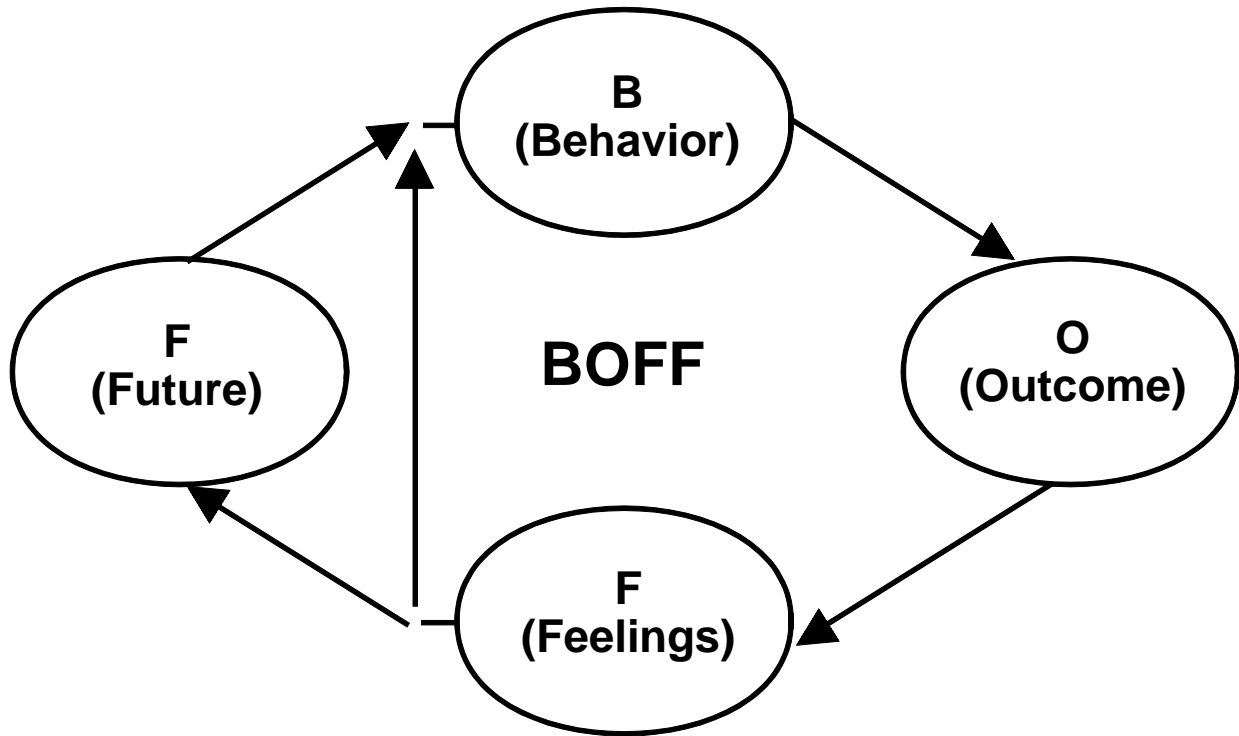 B
(Behavior)
F
(Future)
BOFF
O
(Outcome)
F
(Feelings)